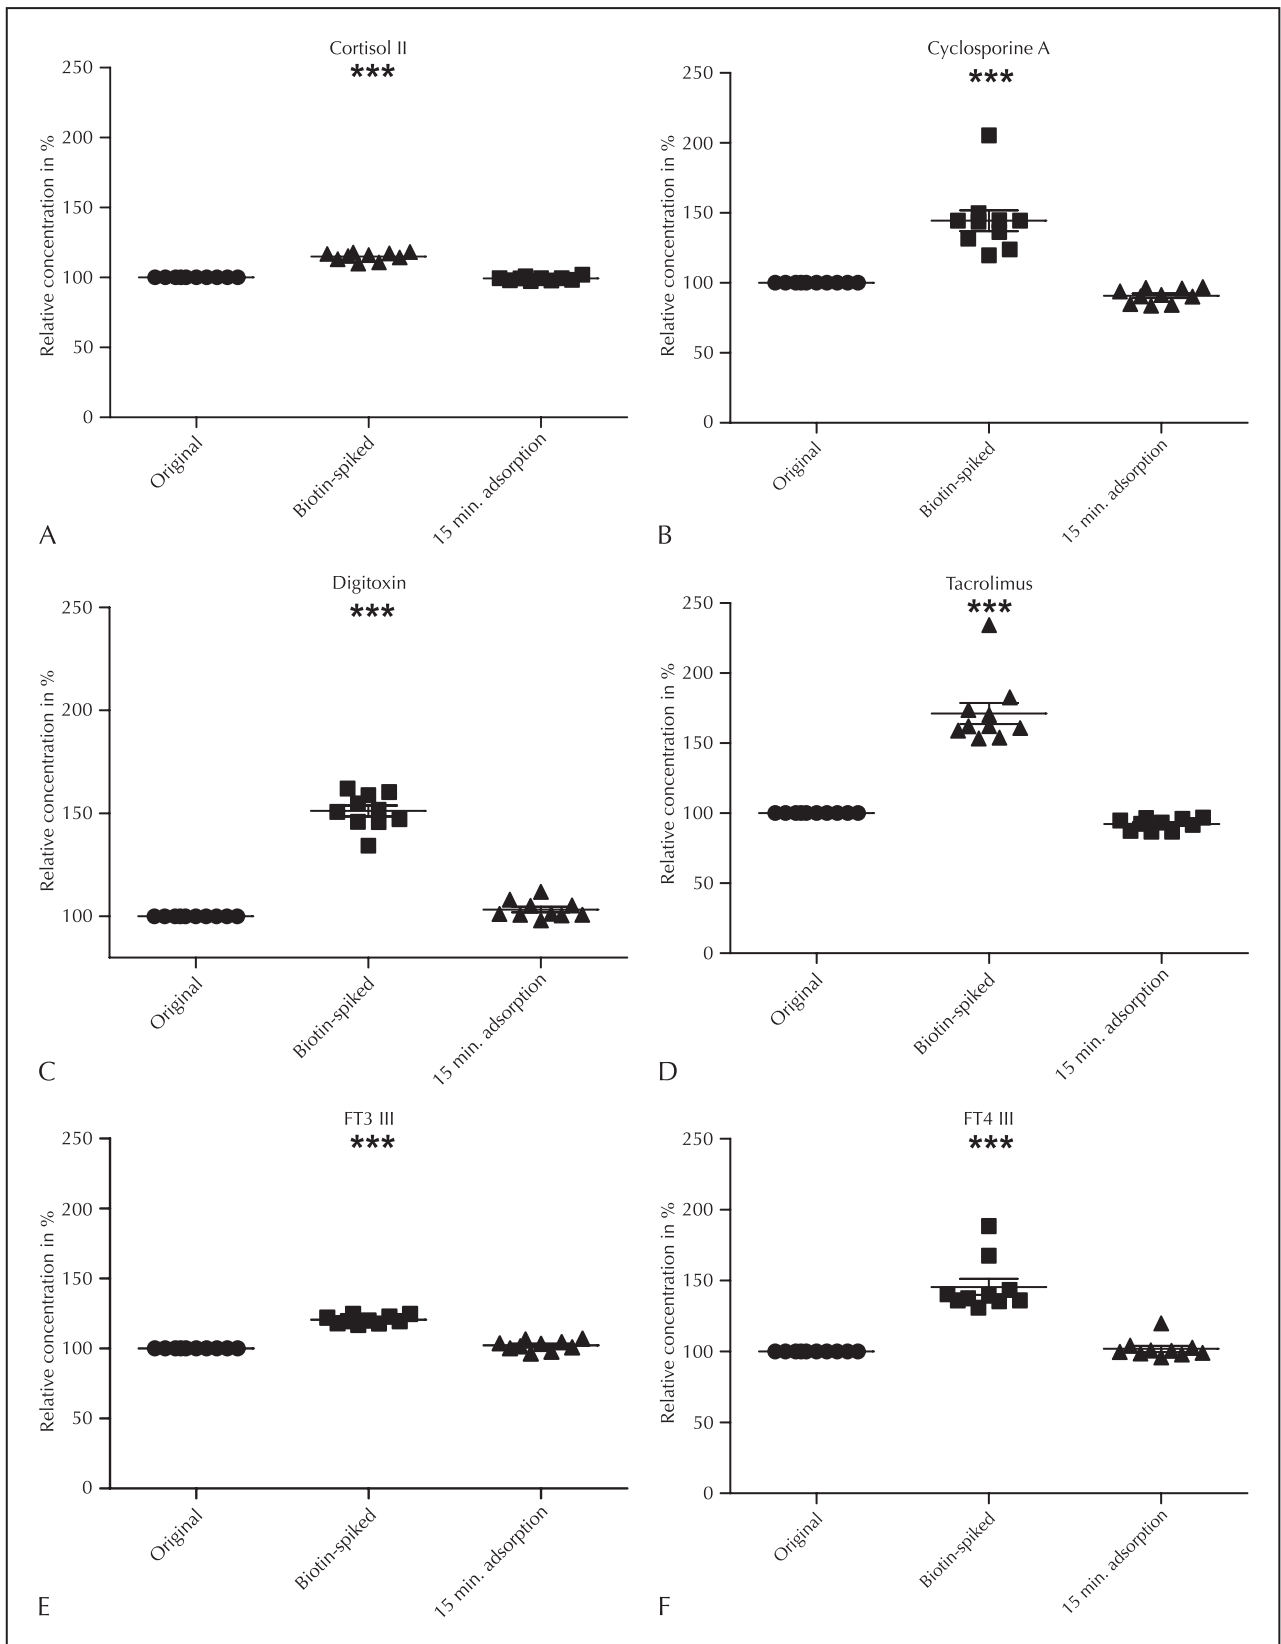 Cortisol II
***
Relative concentration in %
250
200
150
100
50
0
Original
Biotin-spiked
15 min. adsorption
A
Cyclosporine A
***
Relative concentration in %
250
200
150
100
50
0
Original
Biotin-spiked
15 min. adsorption
B
Digitoxin
***
Relative concentration in %
250
200
150
100
Original
Biotin-spiked
15 min. adsorption
C
Tacrolimus
***
Relative concentration in %
250
200
150
100
50
0
Original
Biotin-spiked
15 min. adsorption
D
FT3 III
***
Relative concentration in %
250
200
150
100
50
0
Original
Biotin-spiked
15 min. adsorption
E
FT4 III
***
Relative concentration in %
250
200
150
100
50
0
Original
Biotin-spiked
15 min. adsorption
F